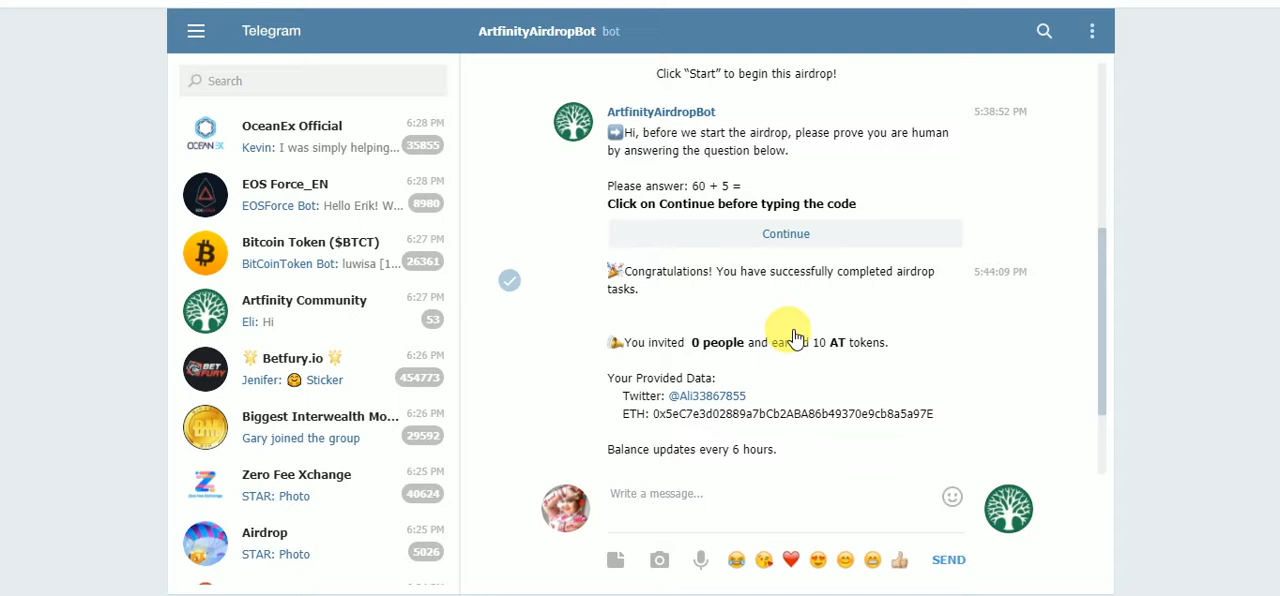 Telegram
ArtfinityAirdropBot bot
Search
OceanEx Official 6:28 PM
Kevin: I was simply helping... 35855
EOS Force_EN 6:28 PM
EOSForce Bot: Hello Erik! W... 8980
Bitcoin Token ($BTCT) 6:27 PM
BitCoinToken Bot: luwisa [1... 26361
Artfinity Community 6:27 PM
Eli: Hi 53
Betfury.io 6:26 PM
Jenifer: 🤗 Sticker 454773
Biggest Interwealth Mo... 6:26 PM
Gary joined the group 29592
Zero Fee Xchange 6:25 PM
STAR: Photo 40624
Airdrop 6:25 PM
STAR: Photo 5026
Click “Start” to begin this airdrop!
ArtfinityAirdropBot 5:38:52 PM
➡️Hi, before we start the airdrop, please prove you are human
by answering the question below.
Please answer: 60 + 5 =
Click on Continue before typing the code
Continue
🎉Congratulations! You have successfully completed airdrop 5:44:09 PM
tasks.
You invited 0 people and earned 10 AT tokens.
Your Provided Data:
Twitter: @Ali33867855
ETH: 0x5eC7e3d02889a7bCb2ABA86b49370e9cb8a5a97E
Balance updates every 6 hours.
Write a message...
SEND